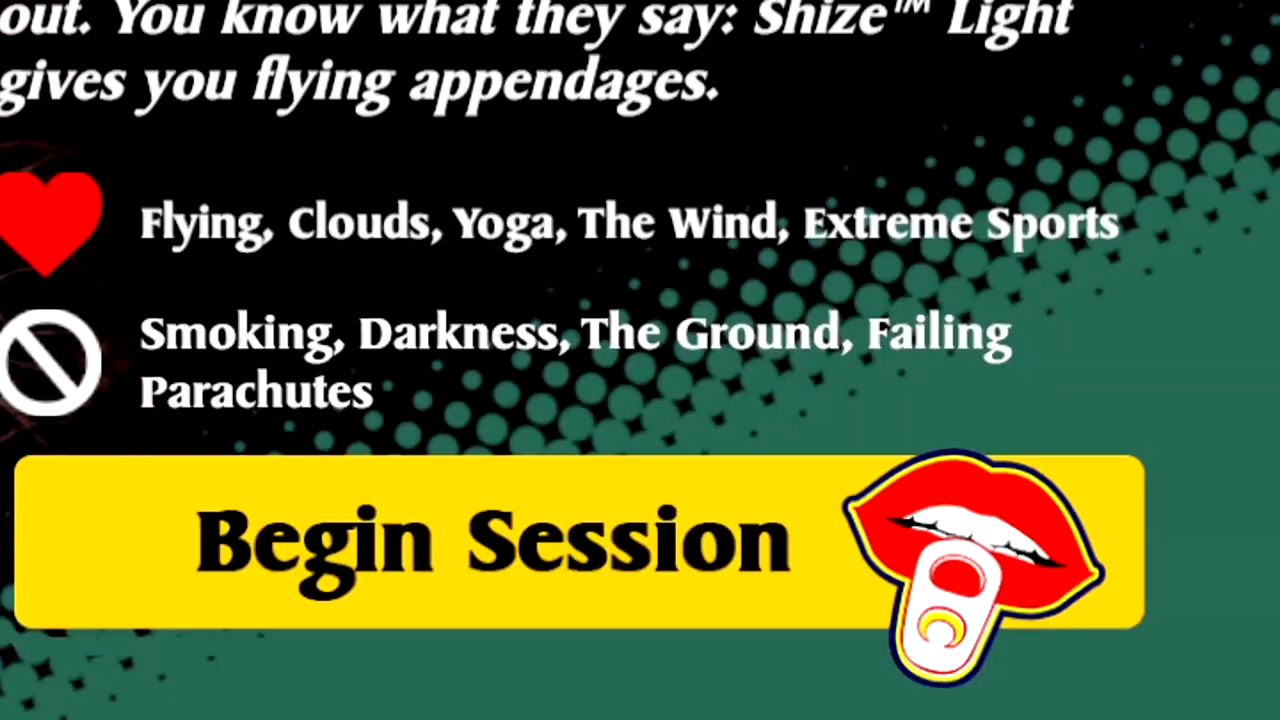 out. You know what they say: Shize™ Light
gives you flying appendages.
Flying, Clouds, Yoga, The Wind, Extreme Sports
Smoking, Darkness, The Ground, Failing
Parachutes
Begin Session